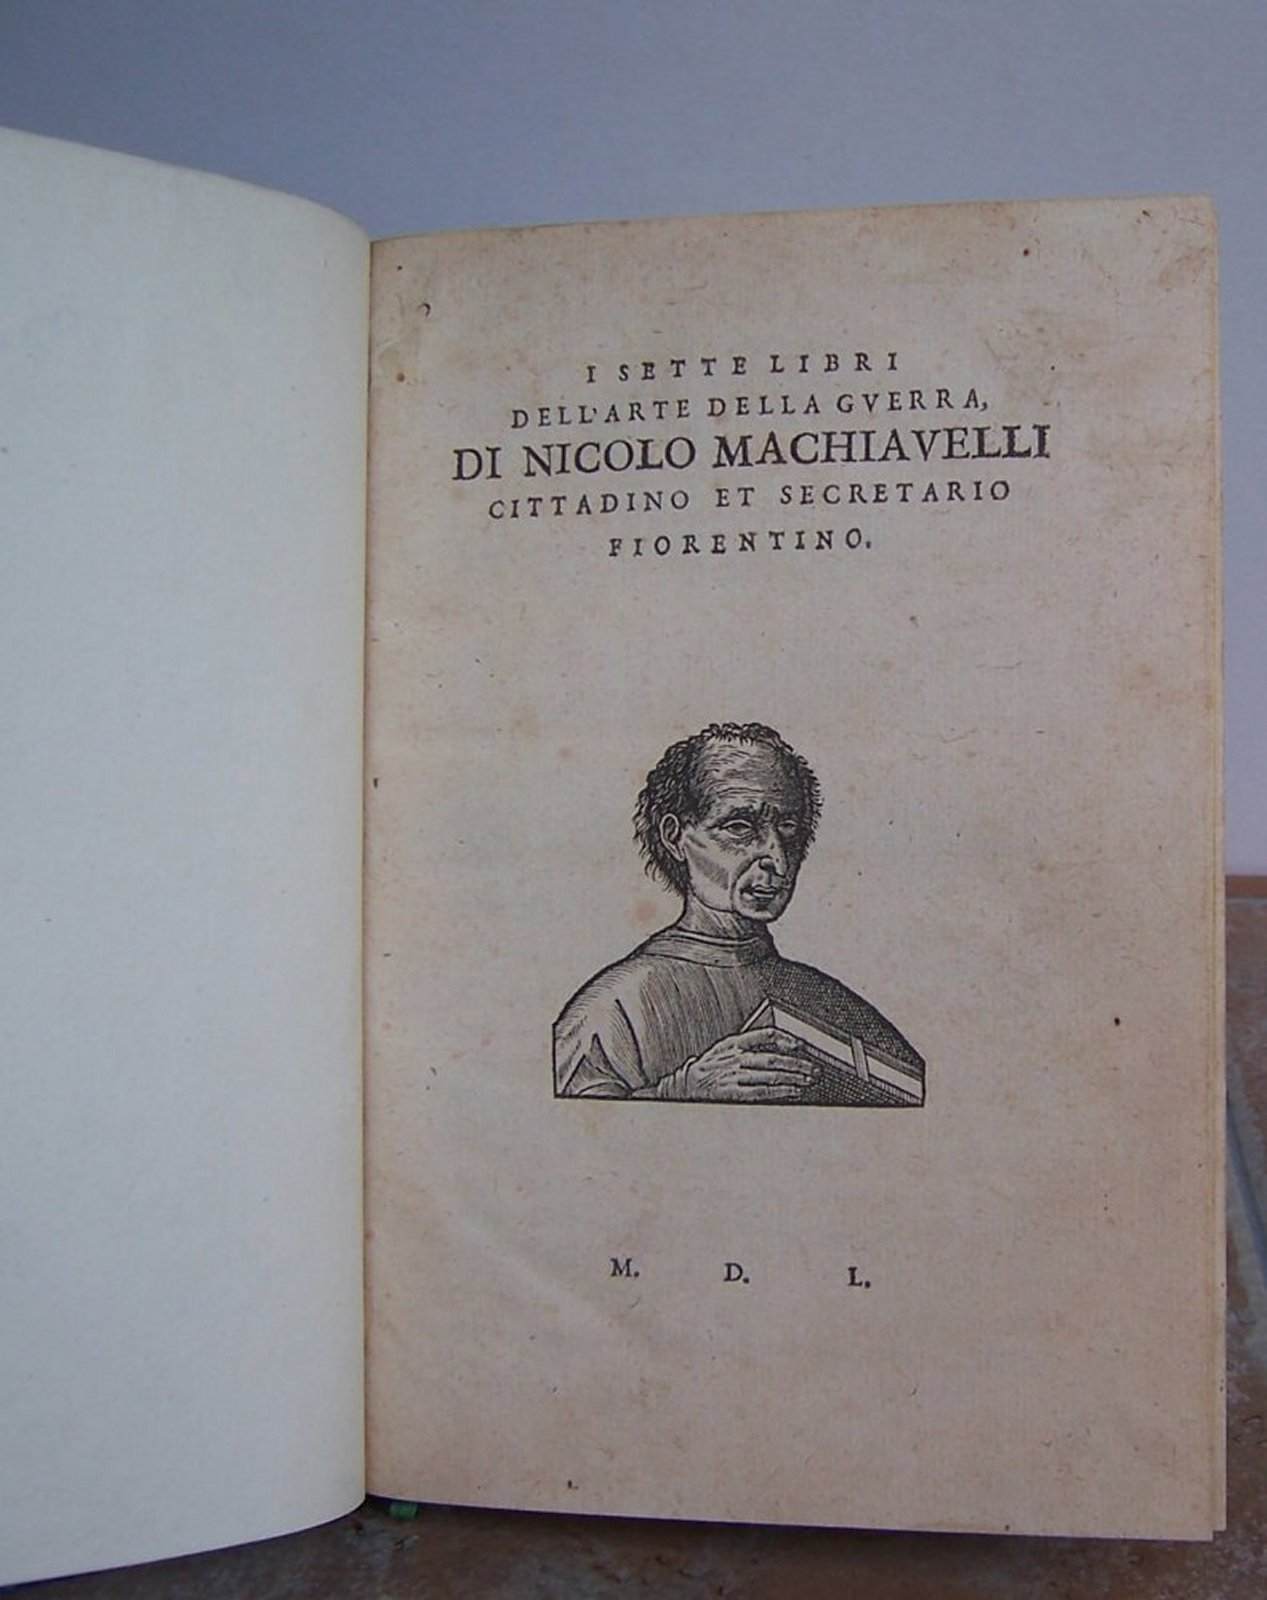 I SETTE LIBRI
DELL'ARTE DELLA GVERRA,
DI NICOLO MACHIAVELLI
CITTADINO ET SECRETARIO
FIORENTINO.
M. D. L.